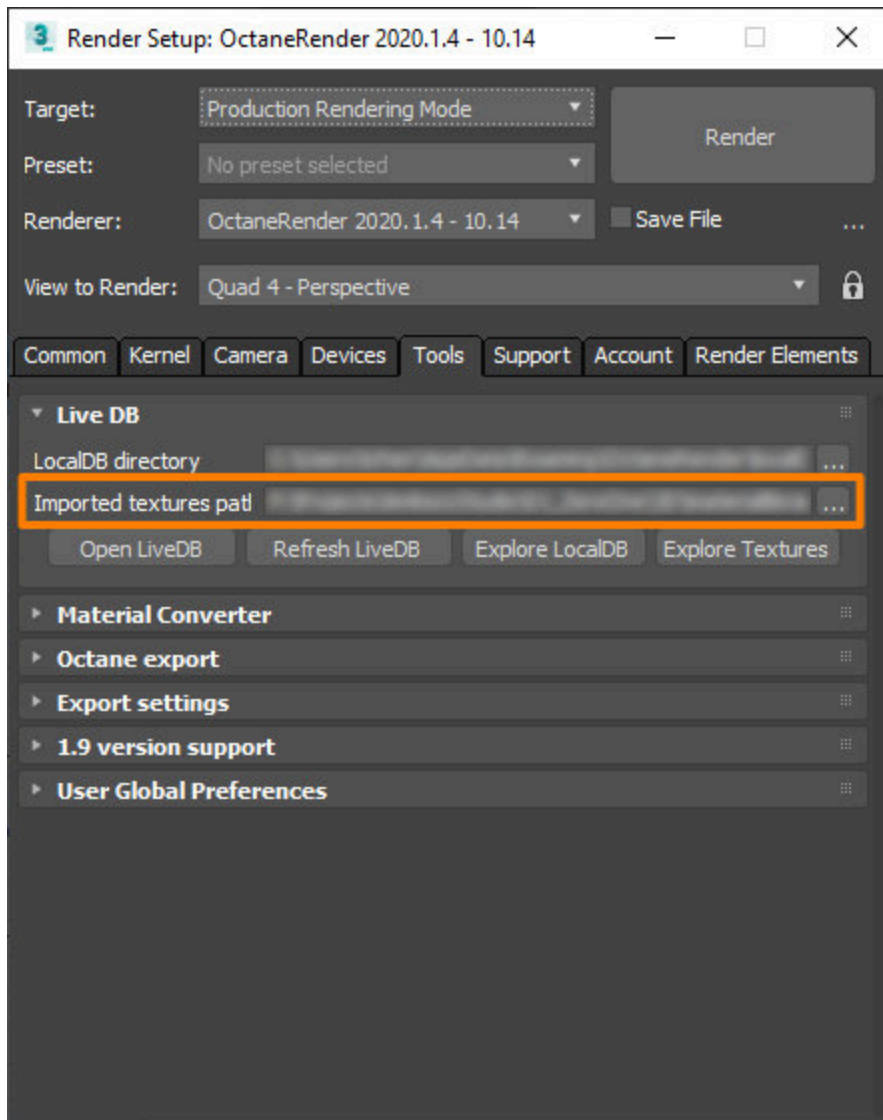 3 Render Setup: OctaneRender 2020.1.4 - 10.14
Target: Production Rendering Mode
Render
Preset: No preset selected
Renderer: OctaneRender 2020.1.4 - 10.14 Save File ...
View to Render: Quad 4 - Perspective
Common Kernel Camera Devices Tools Support Account Render Elements
Live DB
LocalDB directory ...
Imported textures patl ...
Open LiveDB Refresh LiveDB Explore LocalDB Explore Textures
Material Converter
Octane export
Export settings
1.9 version support
User Global Preferences